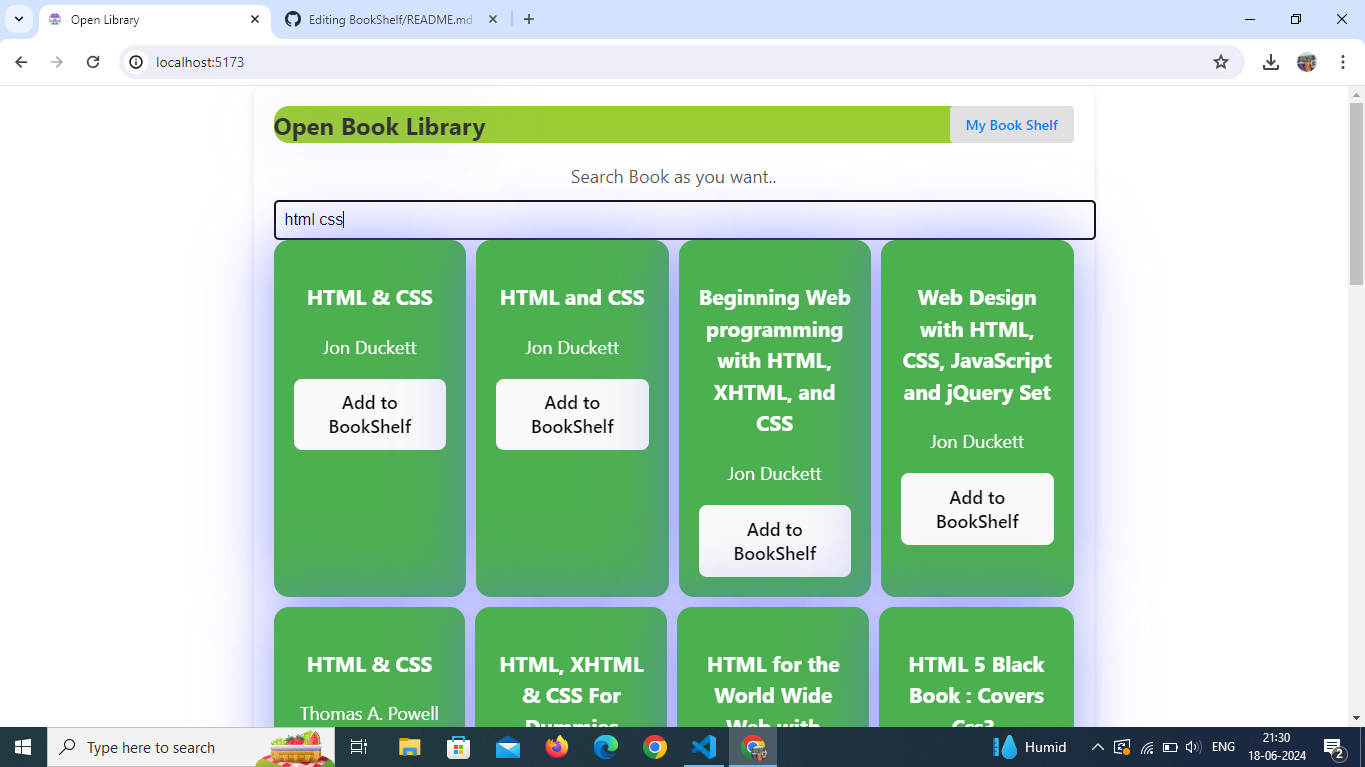 Open Library
Editing BookShelf/README.md
localhost:5173
Open Book Library
My Book Shelf
Search Book as you want..
html css
HTML & CSS
Jon Duckett
Add to
BookShelf
HTML and CSS
Jon Duckett
Add to
BookShelf
Beginning Web
programming
with HTML,
XHTML, and
CSS
Jon Duckett
Add to
BookShelf
Web Design
with HTML,
CSS, JavaScript
and jQuery Set
Jon Duckett
Add to
BookShelf
HTML & CSS
Thomas A. Powell
HTML, XHTML
& CSS For
Dummies
HTML for the
World Wide
Web with
HTML 5 Black
Book : Covers
Css3
Type here to search
Humid
ENG
21:30
18-06-2024
2